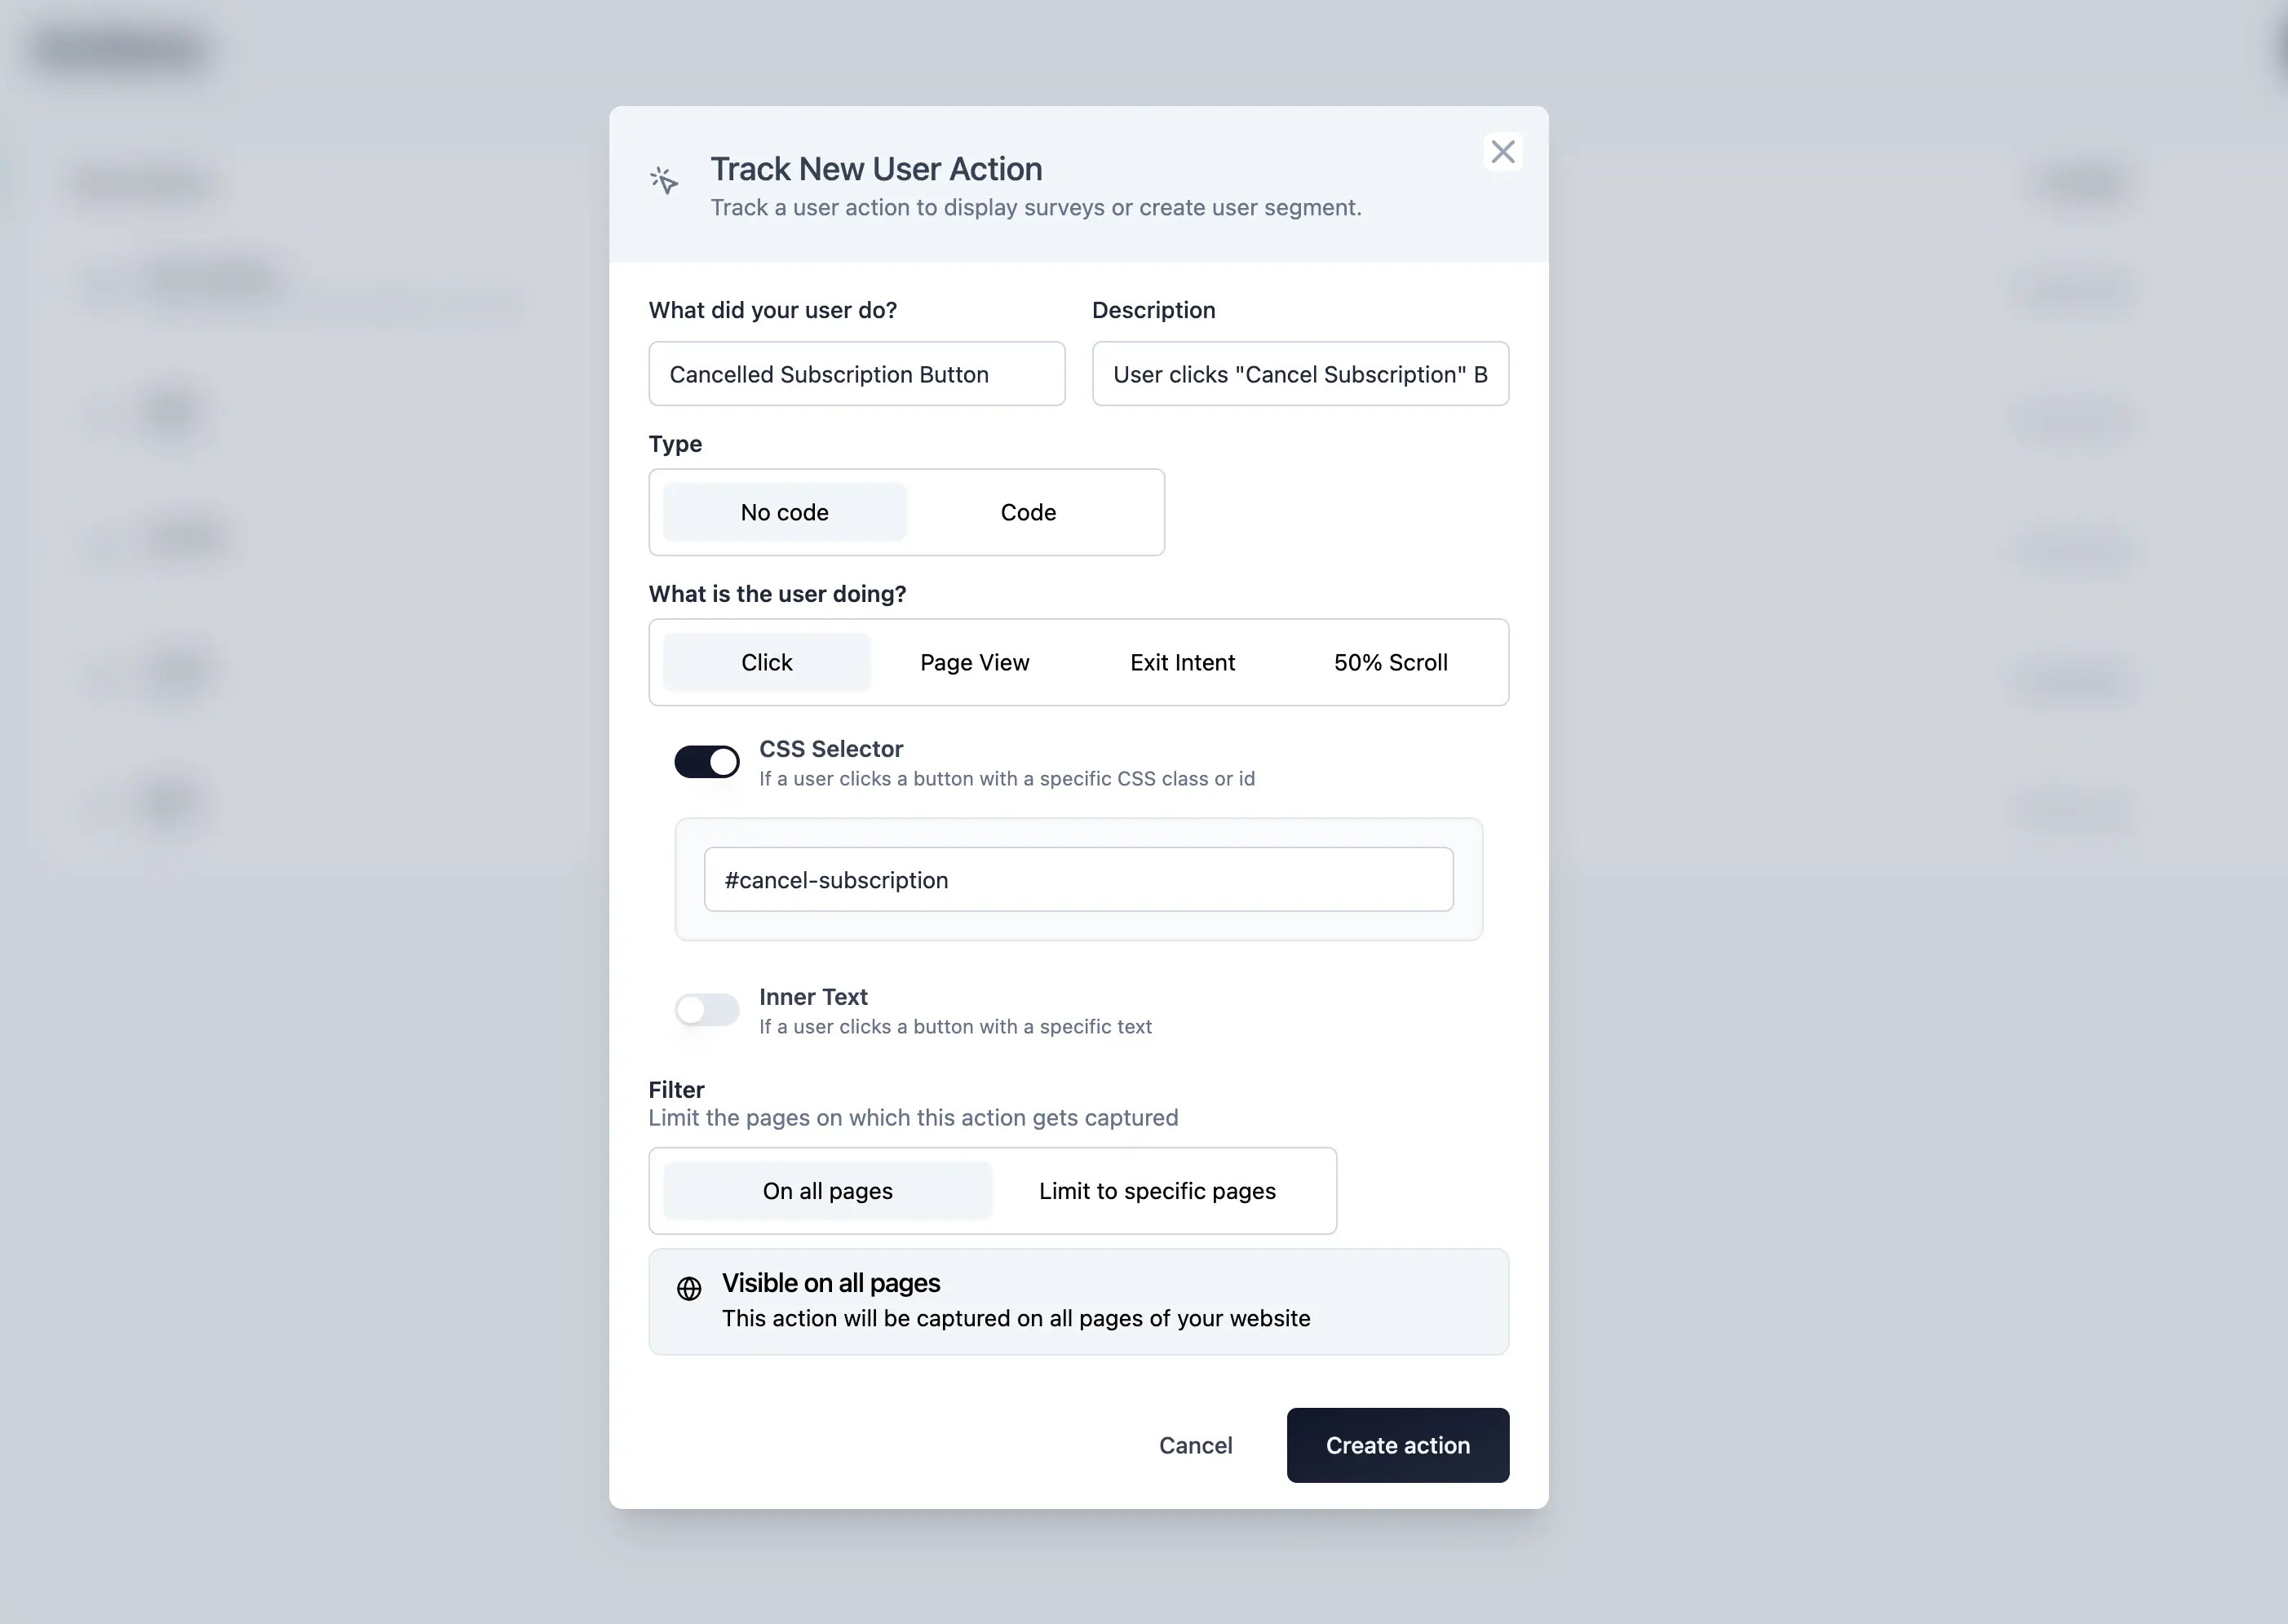 Track New User Action
Track a user action to display surveys or create user segment.
What did your user do?
Description
Cancelled Subscription Button
User clicks "Cancel Subscription" B
Type
No code
Code
What is the user doing?
Click
Page View
Exit Intent
50% Scroll
CSS Selector
If a user clicks a button with a specific CSS class or id
#cancel-subscription
Inner Text
If a user clicks a button with a specific text
Filter
Limit the pages on which this action gets captured
On all pages
Limit to specific pages
Visible on all pages
This action will be captured on all pages of your website
Cancel
Create action